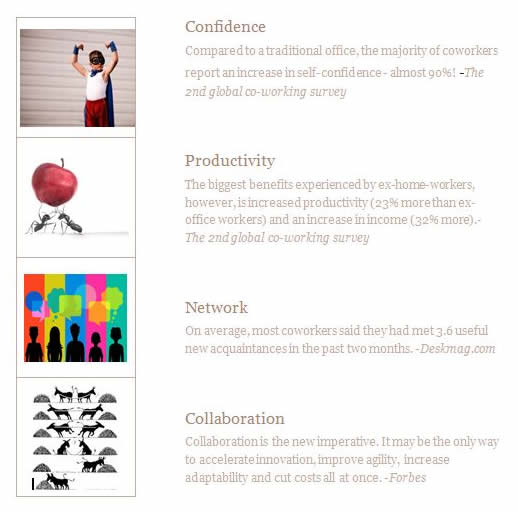 Confidence
Compared to a traditional office, the majority of coworkers
report an increase in self-confidence - almost 90%! -The
2nd global co-working survey
Productivity
The biggest benefits experienced by ex-home-workers,
however, is increased productivity (23% more than ex-
office workers) and an increase in income (32% more).-
The 2nd global co-working survey
Network
On average, most coworkers said they had met 3.6 useful
new acquaintances in the past two months. -Deskmag.com
Collaboration
Collaboration is the new imperative. It may be the only way
to accelerate innovation, improve agility, increase
adaptability and cut costs all at once. -Forbes